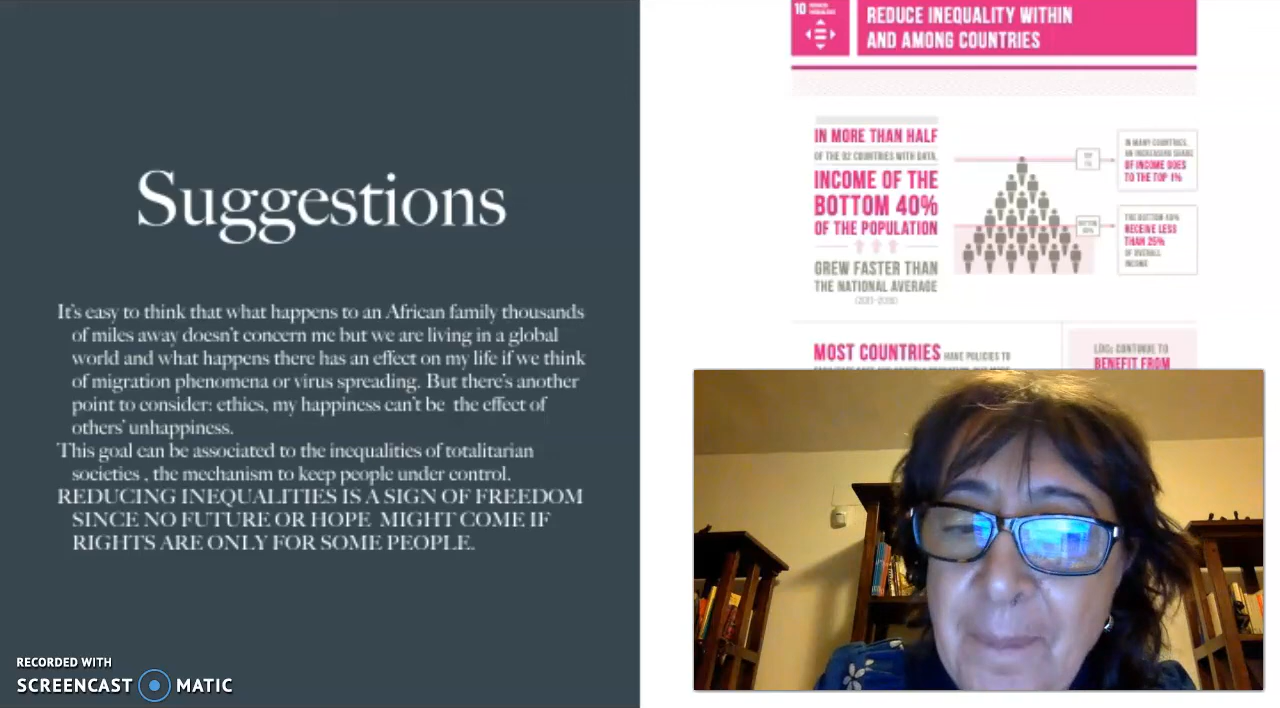 Suggestions
It's easy to think that what happens to an African family thousands
of miles away doesn't concern me but we are living in a global
world and what happens there has an effect on my life if we think
of migration phenomena or virus spreading. But there's another
point to consider: ethics, my happiness can't be the effect of
others' unhappiness.
This goal can be associated to the inequalities of totalitarian
societies , the mechanism to keep people under control.
REDUCING INEQUALITIES IS A SIGN OF FREEDOM
SINCE NO FUTURE OR HOPE MIGHT COME IF
RIGHTS ARE ONLY FOR SOME PEOPLE.
RECORDED WITH
SCREENCAST MATIC
10
REDUCE INEQUALITY WITHIN
AND AMONG COUNTRIES
IN MORE THAN HALF
OF THE 92 COUNTRIES WITH DATA,
INCOME OF THE
BOTTOM 40%
OF THE POPULATION
GREW FASTER THAN
THE NATIONAL AVERAGE
TOP
1%
IN MANY COUNTRIES,
AN INCREASING SHARE
OF INCOME GOES
TO THE TOP 1%
BOTTOM
40%
THE BOTTOM 40%
RECEIVE LESS
THAN 25%
OF OVERALL
INCOME
MOST COUNTRIES HAVE POLICIES TO
LDCs CONTINUE TO
BENEFIT FROM